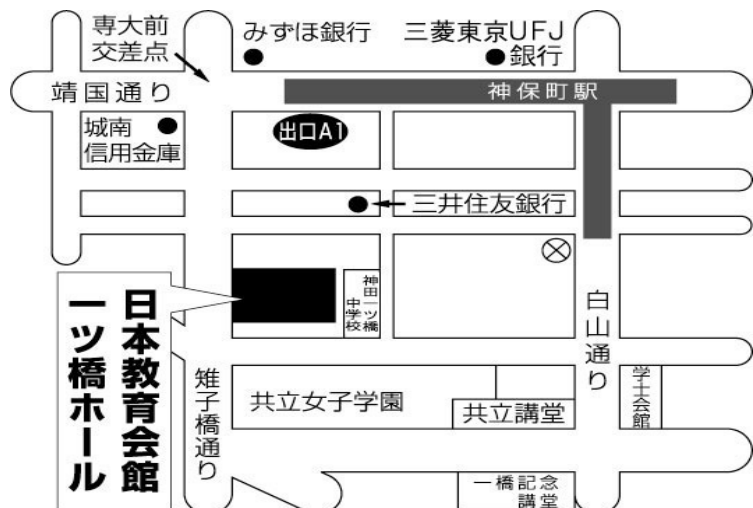 専大前
交差点
みずほ銀行
三菱東京UFJ
銀行
靖国通り
神保町駅
城南
信用金庫
出口A1
三井住友銀行
神田一ツ橋
中学校
日本教育会館
一ツ橋ホール
白山通り
雉子橋通り
共立女子学園
共立講堂
学士会館
一橋記念
講堂